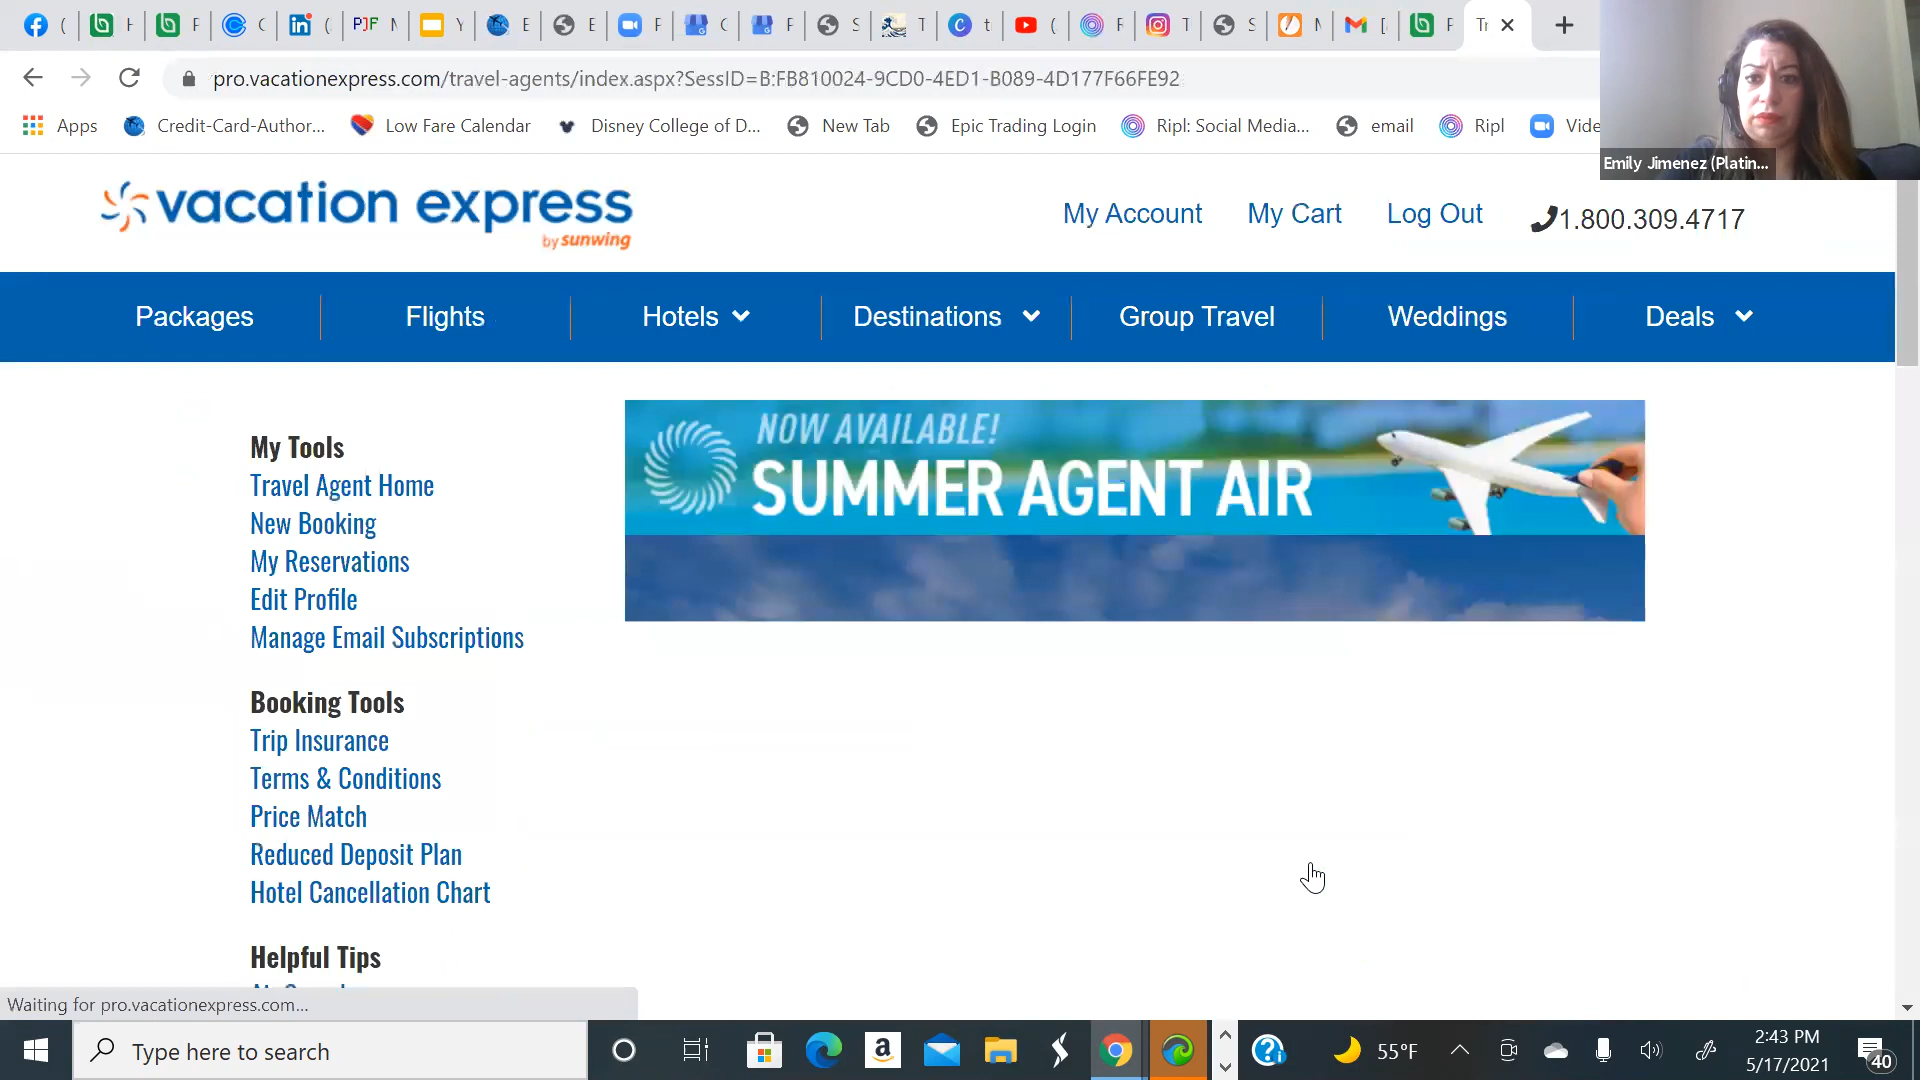 pro.vacationexpress.com/travel-agents/index.aspx?SessID=B:FB810024-9CD0-4ED1-B089-4D177F66FE92
Apps
Credit-Card-Author...
Low Fare Calendar
Disney College of D...
New Tab
Epic Trading Login
Ripl: Social Media...
email
Ripl
Emily Jimenez (Platin...
vacation express
by sunwing
My Account
My Cart
Log Out
1.800.309.4717
Packages
Flights
Hotels
Destinations
Group Travel
Weddings
Deals
NOW AVAILABLE!
SUMMER AGENT AIR
My Tools
Travel Agent Home
New Booking
My Reservations
Edit Profile
Manage Email Subscriptions
Booking Tools
Trip Insurance
Terms & Conditions
Price Match
Reduced Deposit Plan
Hotel Cancellation Chart
Helpful Tips
Waiting for pro.vacationexpress.com...
Type here to search
55°F
2:43 PM
5/17/2021
40